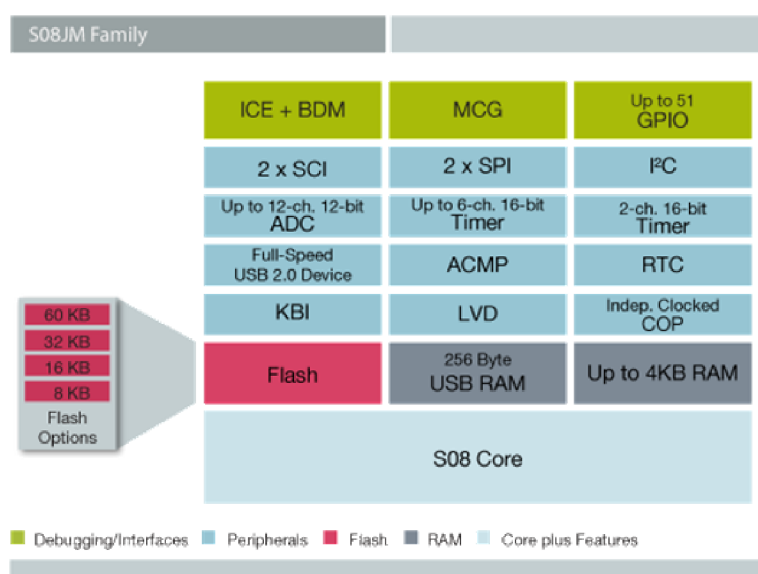 S08JM Family
ICE + BDM
MCG
Up to 51
GPIO
2 x SCI
2 x SPI
I²C
Up to 12-ch. 12-bit
ADC
Up to 6-ch. 16-bit
Timer
2-ch. 16-bit
Timer
Full-Speed
USB 2.0 Device
ACMP
RTC
KBI
LVD
Indep. Clocked
COP
60 KB
32 KB
16 KB
8 KB
Flash
Options
Flash
256 Byte
USB RAM
Up to 4KB RAM
S08 Core
Debugging/Interfaces
Peripherals
Flash
RAM
Core plus Features